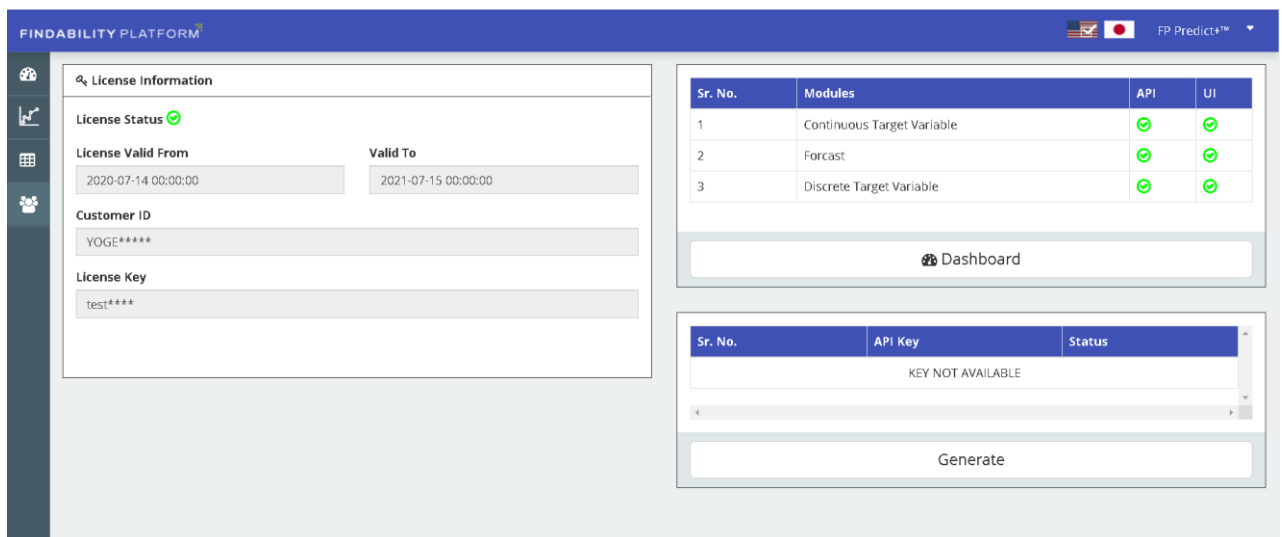 FINDABILITY PLATFORM
FP Predict+™
License Information
License Status
License Valid From Valid To
2020-07-14 00:00:00 2021-07-15 00:00:00
Customer ID
YOGE*****
License Key
test****
Sr. No. Modules API UI
1 Continuous Target Variable
2 Forcast
3 Discrete Target Variable
Dashboard
Sr. No. API Key Status
KEY NOT AVAILABLE
Generate